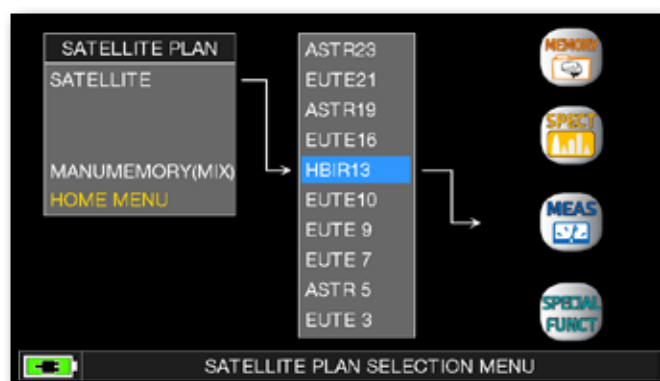 SATELLITE PLAN
SATELLITE
MANUMEMORY(MIX)
HOME MENU
ASTR23
EUTE21
ASTR19
EUTE16
HBIR13
EUTE10
EUTE 9
EUTE 7
ASTR 5
EUTE 3
MEMORY
SPECT
MEAS
SPECIAL
FUNCT
SATELLITE PLAN SELECTION MENU